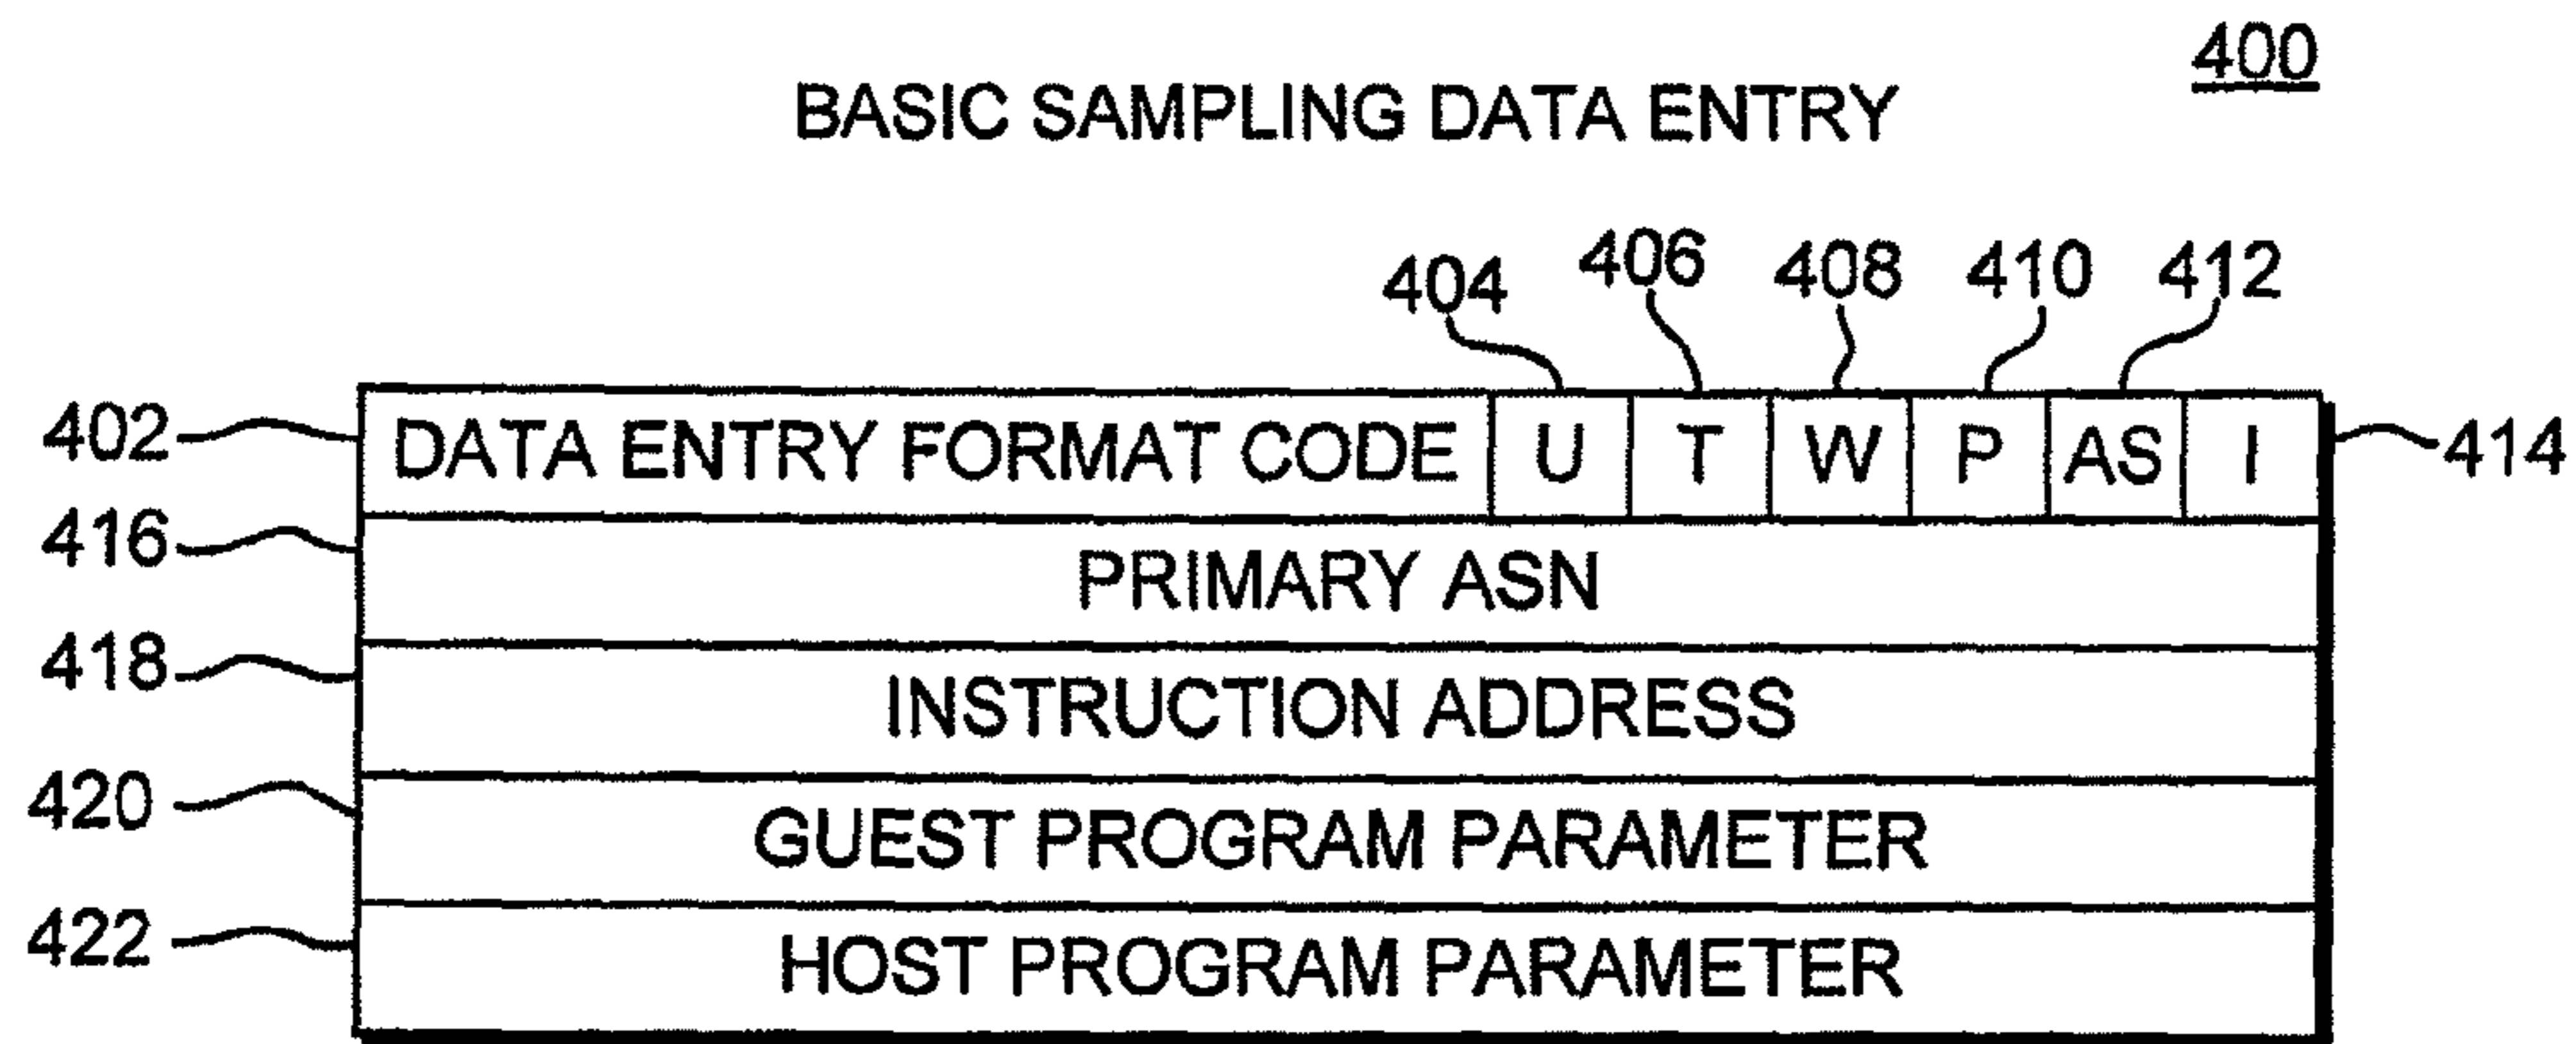 400
BASIC SAMPLING DATA ENTRY
404 406 408 410 412
402 DATA ENTRY FORMAT CODE U T W P AS I 414
416 PRIMARY ASN
418 INSTRUCTION ADDRESS
420 GUEST PROGRAM PARAMETER
422 HOST PROGRAM PARAMETER